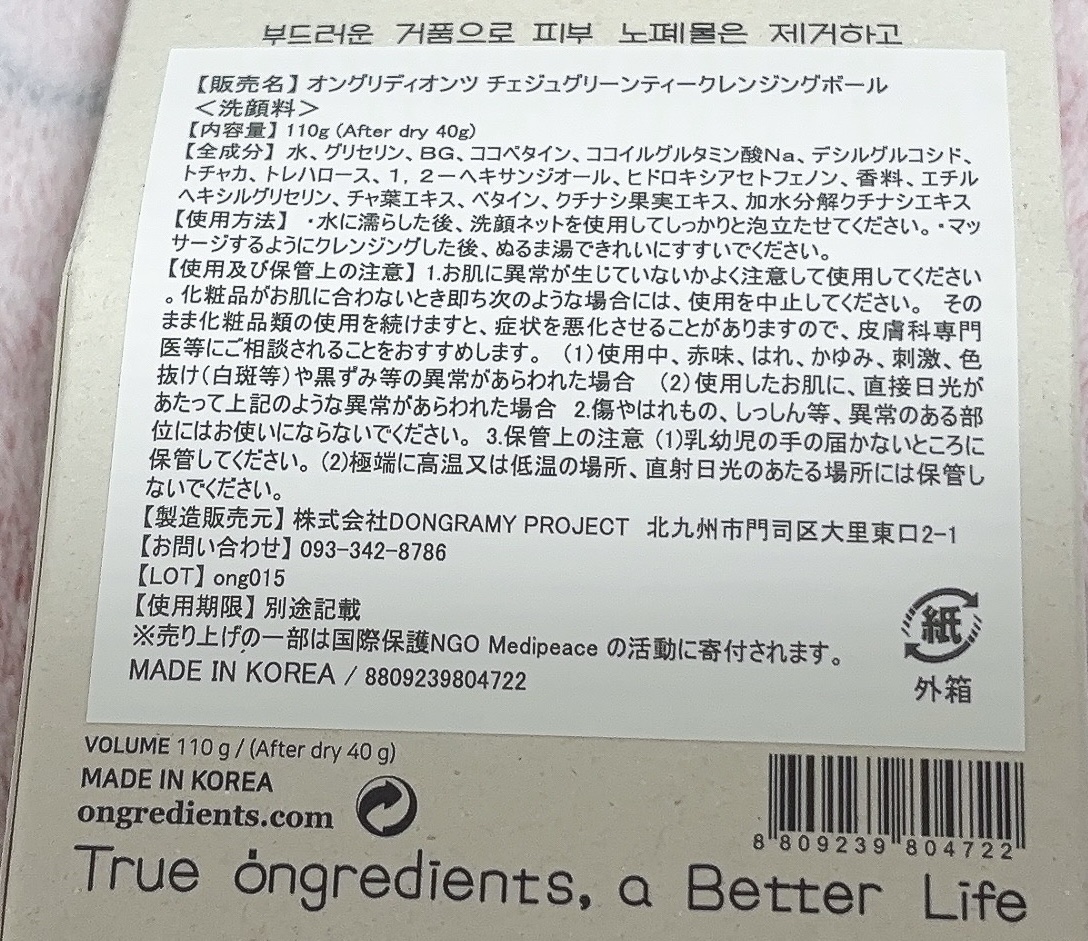 부드러운 거품으로 피부 노폐물은 제거하고
【販売名】オングリディオンツ チェジュグリーンティークレンジングボール
＜洗顔料＞
【内容量】110g (After dry 40g)
【全成分】水、グリセリン、BG、ココペタイン、ココイルグルタミン酸Na、デシルグルコシド、
トチャカ、トレハロース、1，2－ヘキサンジオール、ヒドロキシアセトフェノン、香料、エチル
ヘキシルグリセリン、チャ葉エキス、ベタイン、クチナシ果実エキス、加水分解クチナシエキス
【使用方法】・水に濡らした後、洗顔ネットを使用してしっかりと泡立たせてください。・マッ
サージするようにクレンジングした後、ぬるま湯できれいにすすいでください。
【使用及び保管上の注意】1.お肌に異常が生じていないかよく注意して使用してください
。化粧品がお肌に合わないとき即ち次のような場合には、使用を中止してください。 その
まま化粧品類の使用を続けますと、症状を悪化させることがありますので、皮膚科専門
医等にご相談されることをおすすめします。（1）使用中、赤味、はれ、かゆみ、刺激、色
抜け（白斑等）や黒ずみ等の異常があらわれた場合 （2）使用したお肌に、直接日光が
あたって上記のような異常があらわれた場合 2.傷やはれもの、しっしん等、異常のある部
位にはお使いにならないでください。3.保管上の注意（1）乳幼児の手の届かないところに
保管してください。（2）極端に高温又は低温の場所、直射日光のあたる場所には保管し
ないでください。
【製造販売元】株式会社DONGRAMY PROJECT 北九州市門司区大里東口2-1
【お問い合わせ】093-342-8786
【LOT】ong015
【使用期限】別途記載
※売り上げの一部は国際保護NGO Medipeace の活動に寄付されます。
MADE IN KOREA / 8809239804722
紙
外箱
VOLUME 110 g / (After dry 40 g)
MADE IN KOREA
ongredients.com
8 809239 804722
True ongredients, a Better Life